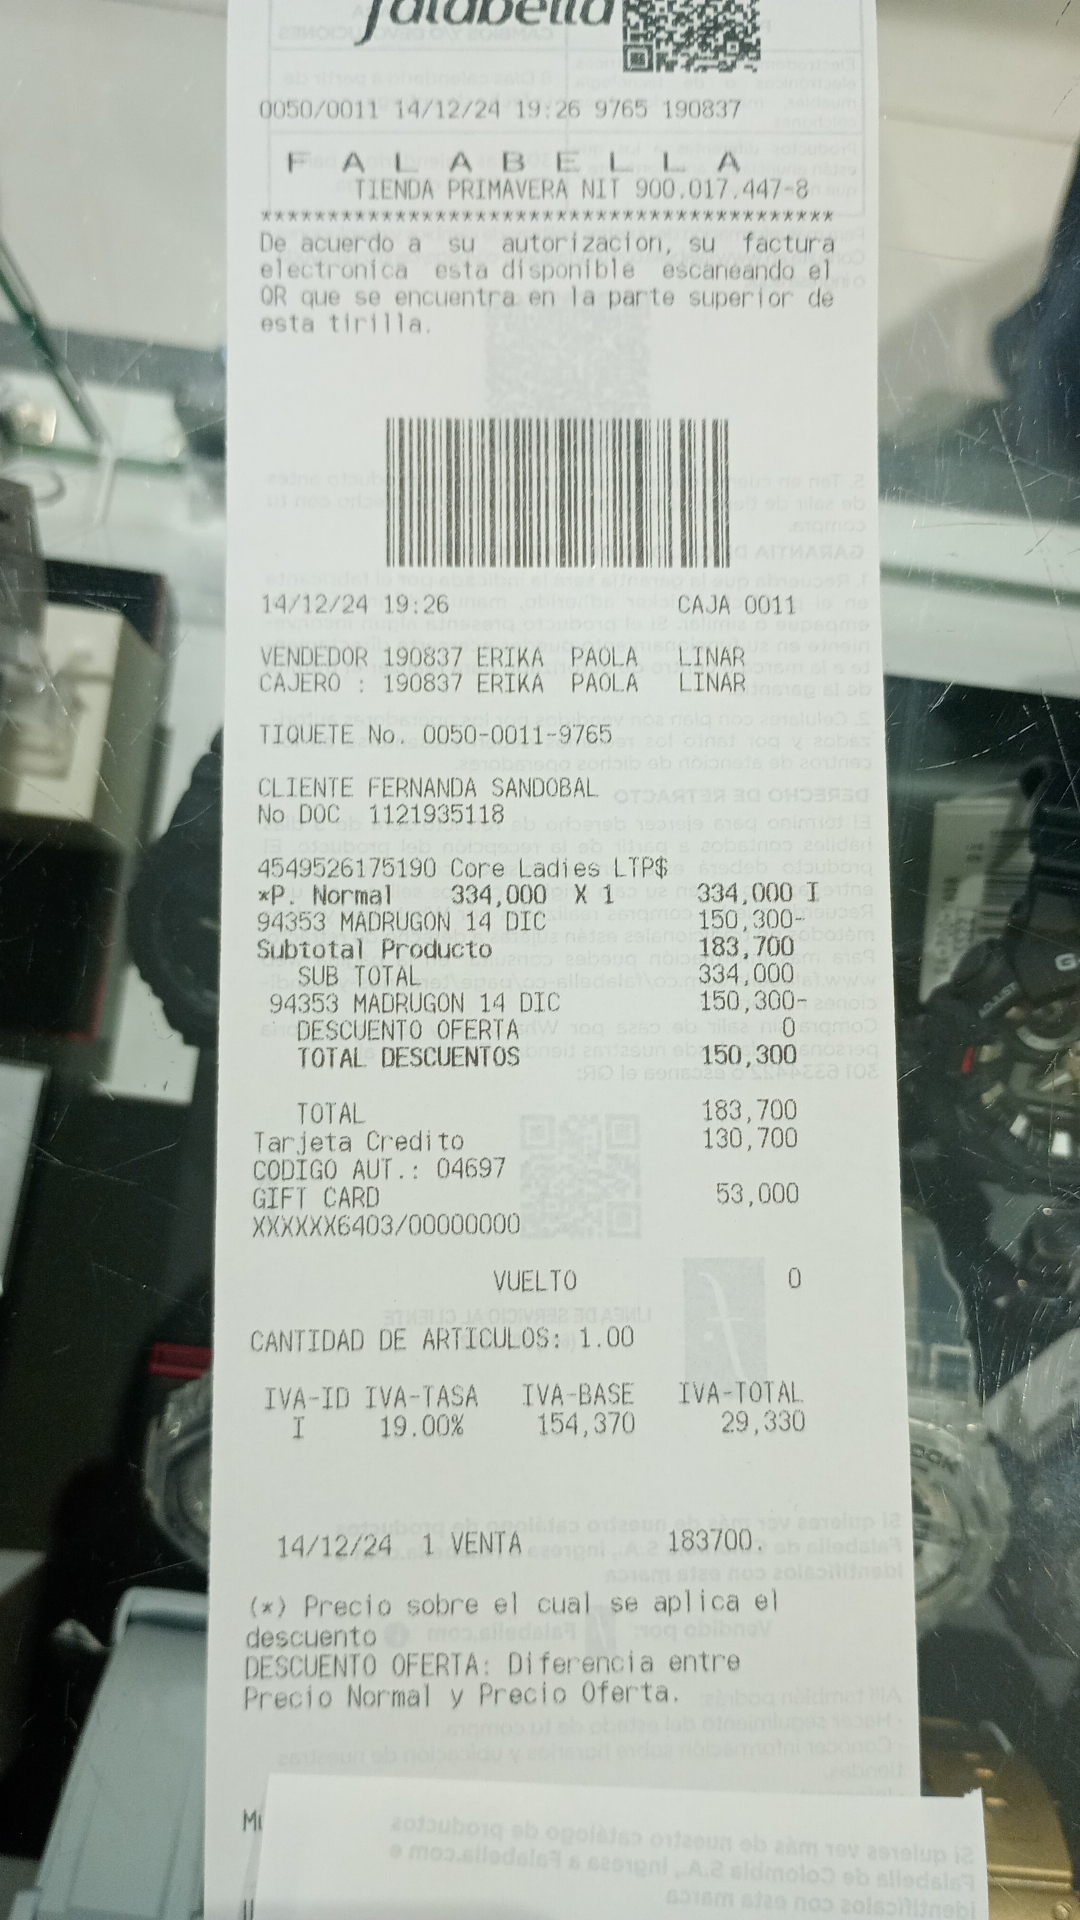 falabella
0050/0011 14/12/24 19:26 9765 190837
F A L A B E L L A
TIENDA PRIMAVERA NIT 900.017.447-8
*******************************************
De acuerdo a su autorizacion, su factura
electronica esta disponible escaneando el
QR que se encuentra en la parte superior de
esta tirilla.
14/12/24 19:26 CAJA 0011
VENDEDOR 190837 ERIKA PAOLA LINAR
CAJERO : 190837 ERIKA PAOLA LINAR
TIQUETE No. 0050-0011-9765
CLIENTE FERNANDA SANDOBAL
No DOC 1121935118
4549526175190 Core Ladies LTP$
*P. Normal 334,000 X 1 334,000 I
94353 MADRUGON 14 DIC 150,300-
Subtotal Producto 183,700
SUB TOTAL 334,000
94353 MADRUGON 14 DIC 150,300-
DESCUENTO OFERTA 0
TOTAL DESCUENTOS 150,300
TOTAL 183,700
Tarjeta Credito 130,700
CODIGO AUT.: 04697
GIFT CARD 53,000
XXXXXX6403/00000000
VUELTO 0
CANTIDAD DE ARTICULOS: 1.00
IVA-ID IVA-TASA IVA-BASE IVA-TOTAL
I 19.00% 154,370 29,330
14/12/24 1 VENTA 183700.
(*) Precio sobre el cual se aplica el
descuento
DESCUENTO OFERTA: Diferencia entre
Precio Normal y Precio Oferta.